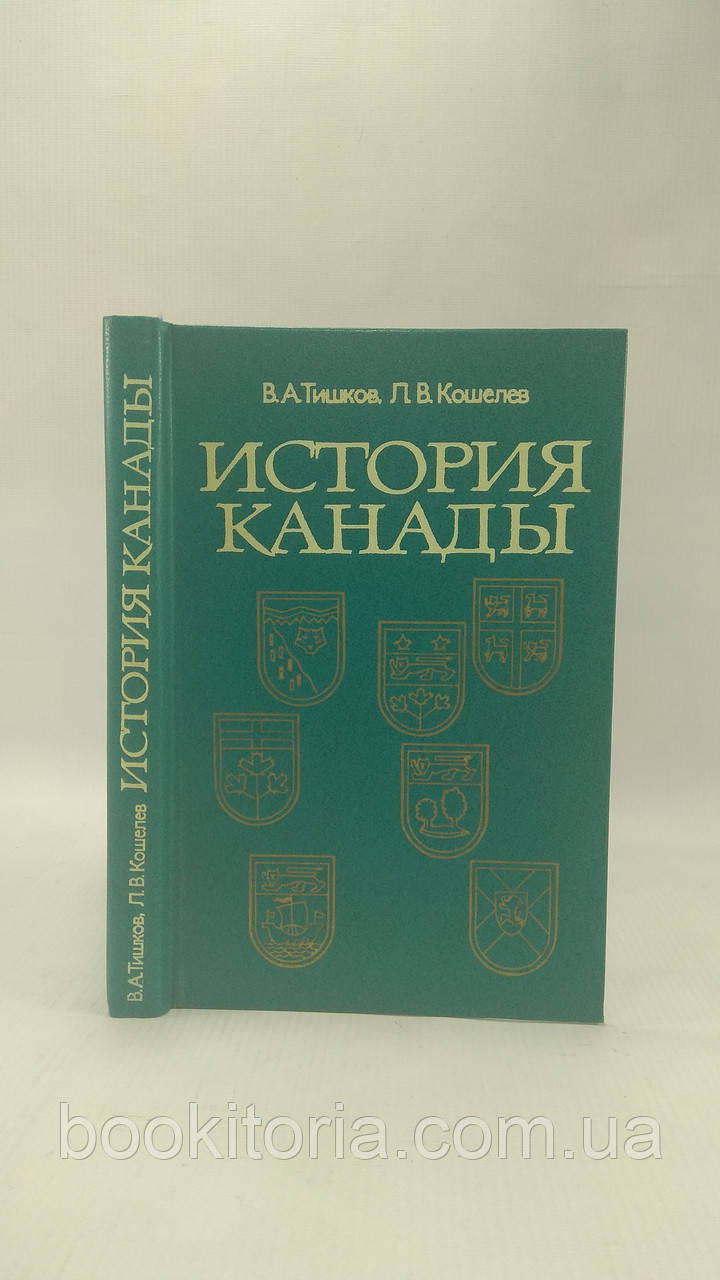 В.А.Тишков, Л.В.Кошелев
ИСТОРИЯ КАНАДЫ
В.А.Тишков, Л.В.Кошелев
ИСТОРИЯ
КАНАДЫ
bookitoria.com.ua